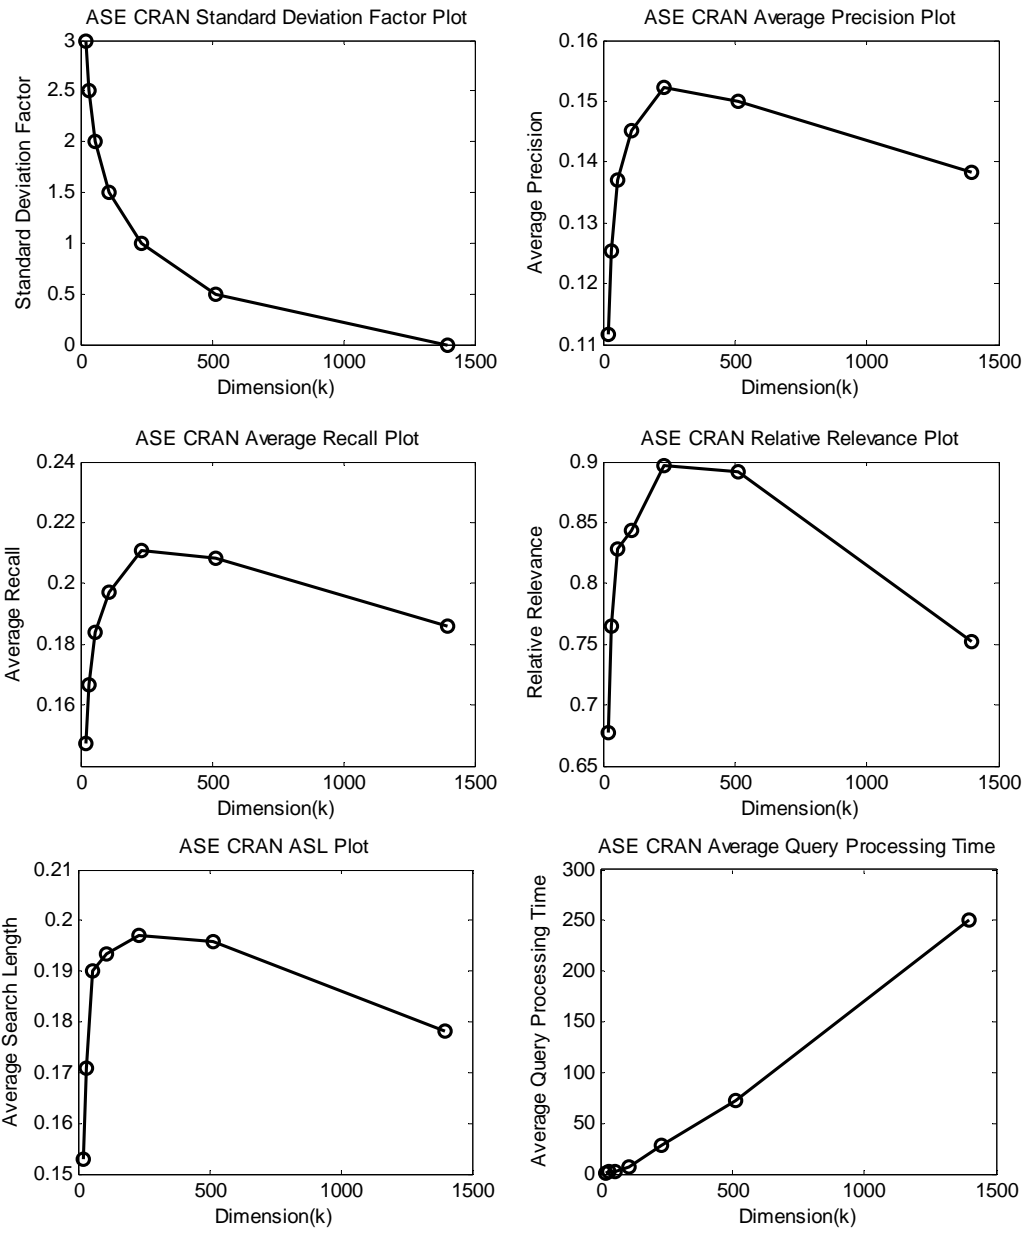 ASE CRAN Standard Deviation Factor Plot
3
2.5
2
1.5
1
0.5
0
0 500 1000 1500
Standard Deviation Factor
Dimension(k)
ASE CRAN Average Precision Plot
0.16
0.15
0.14
0.13
0.12
0.11
0 500 1000 1500
Average Precision
Dimension(k)
ASE CRAN Average Recall Plot
0.24
0.22
0.2
0.18
0.16
0 500 1000 1500
Average Recall
Dimension(k)
ASE CRAN Relative Relevance Plot
0.9
0.85
0.8
0.75
0.7
0.65
0 500 1000 1500
Relative Relevance
Dimension(k)
ASE CRAN ASL Plot
0.21
0.2
0.19
0.18
0.17
0.16
0.15
0 500 1000 1500
Average Search Length
Dimension(k)
ASE CRAN Average Query Processing Time
300
250
200
150
100
50
0
0 500 1000 1500
Average Query Processing Time
Dimension(k)